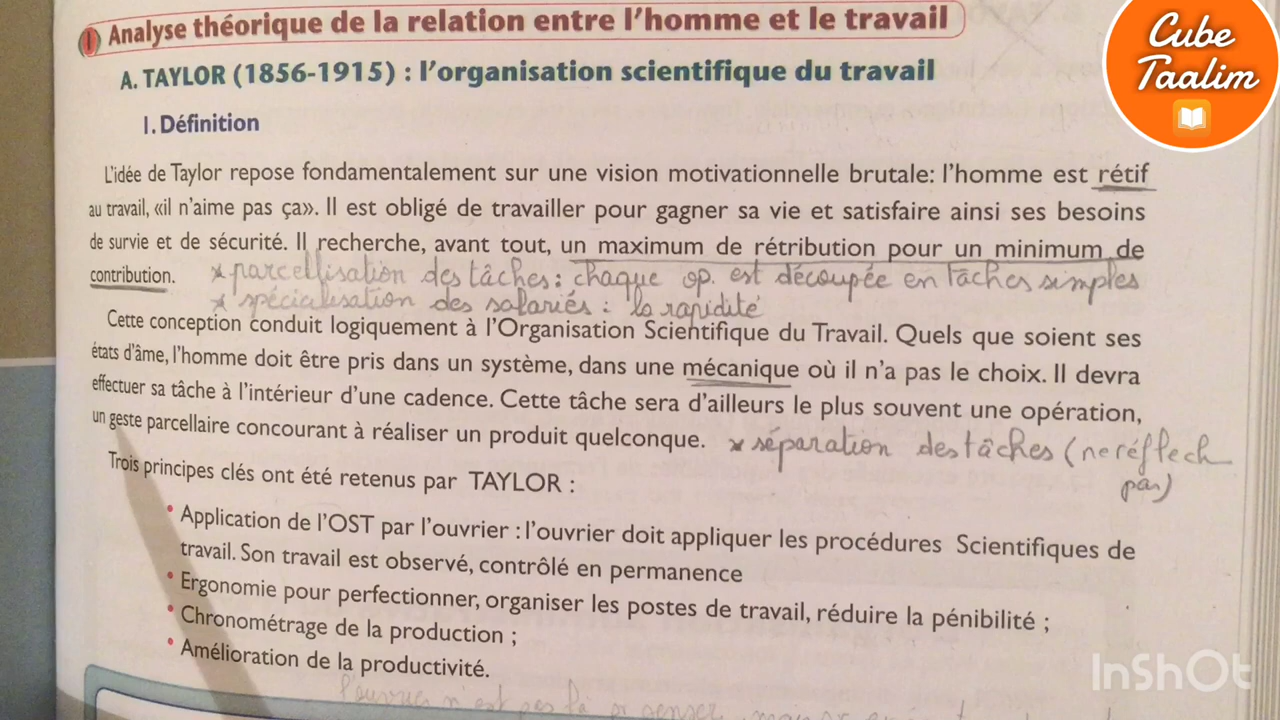 I Analyse théorique de la relation entre l'homme et le travail
A. TAYLOR (1856-1915) : l'organisation scientifique du travail
I. Définition
L'idée de Taylor repose fondamentalement sur une vision motivationnelle brutale: l'homme est rétif
au travail, «il n'aime pas ça». Il est obligé de travailler pour gagner sa vie et satisfaire ainsi ses besoins
de survie et de sécurité. Il recherche, avant tout, un maximum de rétribution pour un minimum de
contribution.
* parcellisation des tâches : chaque op. est découpée en tâches simples
* spécialisation des salariés : la rapidité
Cette conception conduit logiquement à l'Organisation Scientifique du Travail. Quels que soient ses
états d'âme, l'homme doit être pris dans un système, dans une mécanique où il n'a pas le choix. Il devra
effectuer sa tâche à l'intérieur d'une cadence. Cette tâche sera d'ailleurs le plus souvent une opération,
un geste parcellaire concourant à réaliser un produit quelconque.
* séparation des tâches (ne réflech
pas)
Trois principes clés ont été retenus par TAYLOR :
• Application de l'OST par l'ouvrier : l'ouvrier doit appliquer les procédures Scientifiques de
travail. Son travail est observé, contrôlé en permanence
• Ergonomie pour perfectionner, organiser les postes de travail, réduire la pénibilité ;
• Chronométrage de la production ;
• Amélioration de la productivité.
l'ouvrier n'est pas là pr penser
Cube
Taalim
InShOt